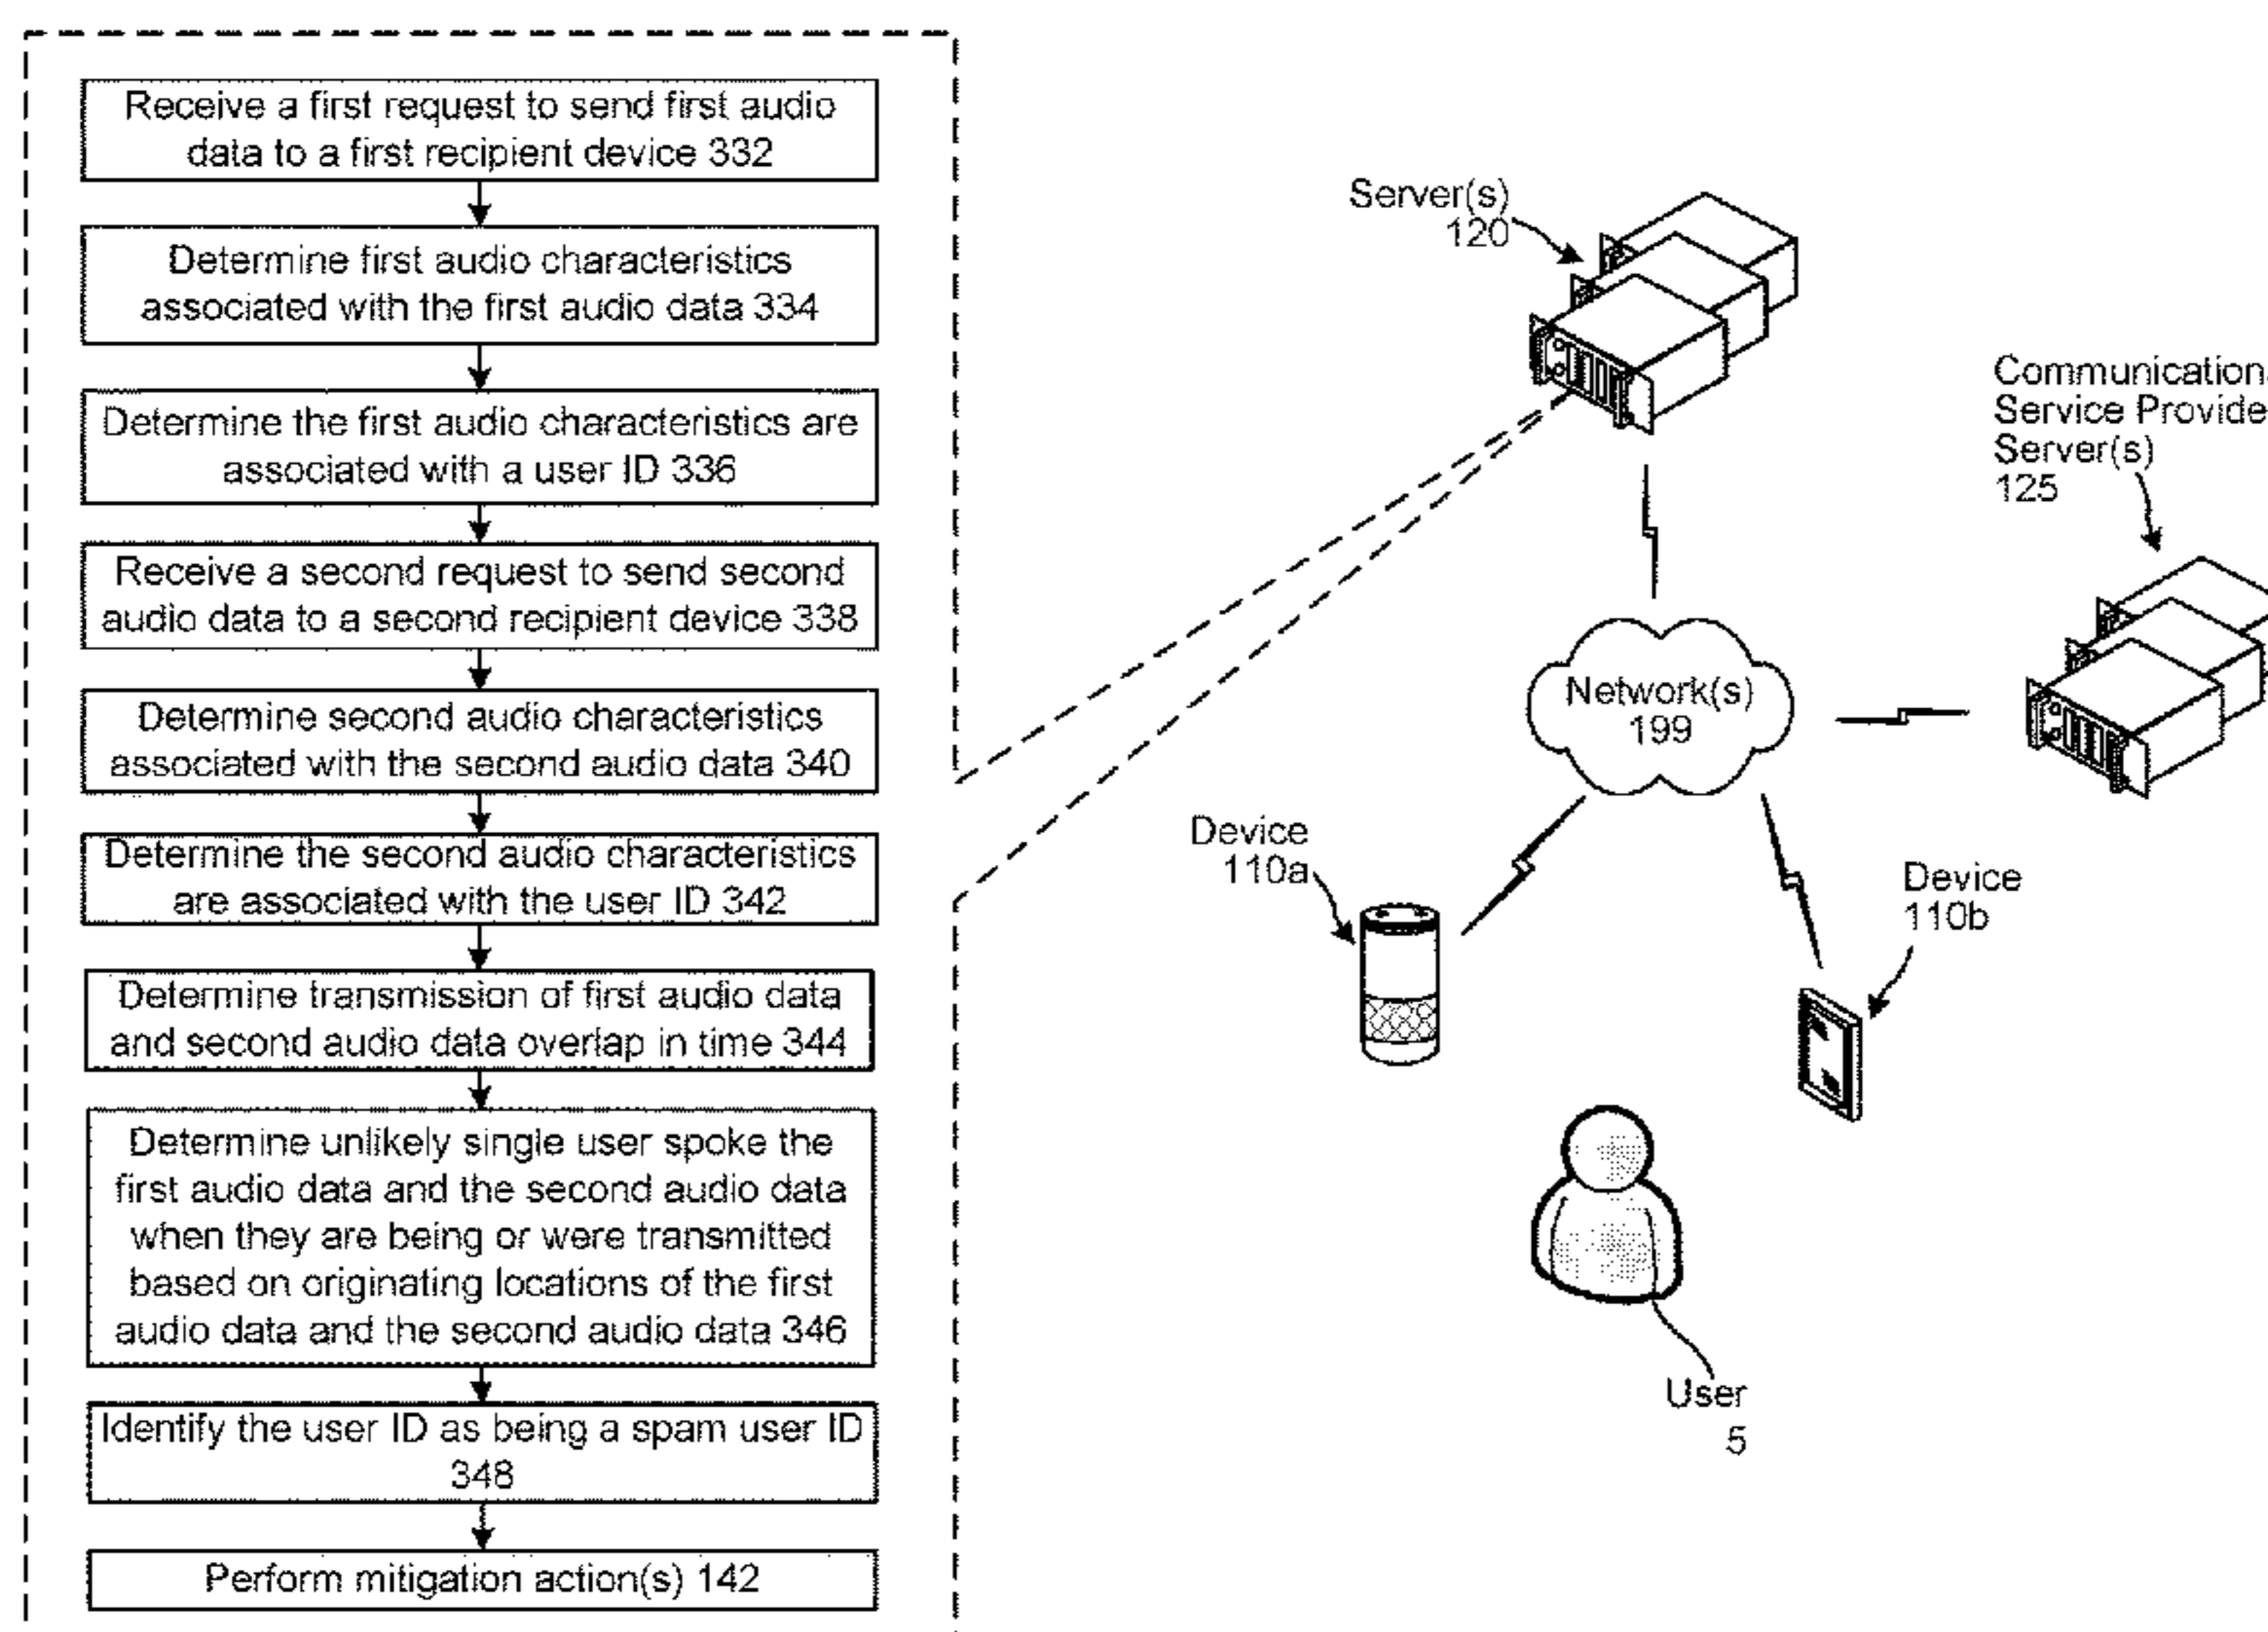 Receive a first request to send first audio
data to a first recipient device 332
Determine first audio characteristics
associated with the first audio data 334
Determine the first audio characteristics are
associated with a user ID 336
Receive a second request to send second
audio data to a second recipient device 338
Determine second audio characteristics
associated with the second audio data 340
Determine the second audio characteristics
are associated with the user ID 342
Determine transmission of first audio data
and second audio data overlap in time 344
Determine unlikely single user spoke the
first audio data and the second audio data
when they are being or were transmitted
based on originating locations of the first
audio data and the second audio data 346
Identify the user ID as being a spam user ID
348
Perform mitigation action(s) 142
Server(s)
120
Communication
Service Provide
Server(s)
125
Network(s)
199
Device
110a
Device
110b
User
5